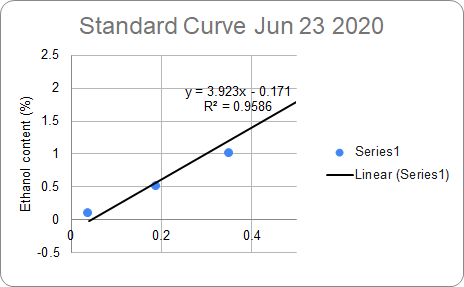 Standard Curve Jun 23 2020
2.5
2
1.5
1
0.5
0
-0.5
Ethanol content (%)
y = 3.923x - 0.171
R² = 0.9586
0
0.2
0.4
Series1
Linear (Series1)